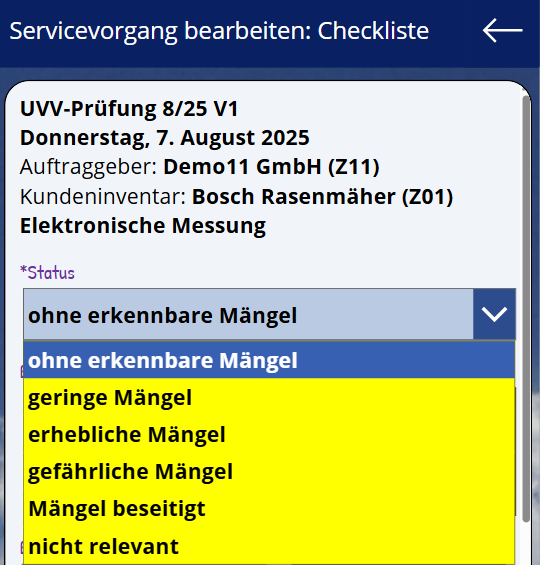 Servicevorgang bearbeiten: Checkliste
UVV-Prüfung 8/25 V1
Donnerstag, 7. August 2025
Auftraggeber: Demo11 GmbH (Z11)
Kundeninventar: Bosch Rasenmäher (Z01)
Elektronische Messung
*Status
ohne erkennbare Mängel
ohne erkennbare Mängel
geringe Mängel
erhebliche Mängel
gefährliche Mängel
Mängel beseitigt
nicht relevant